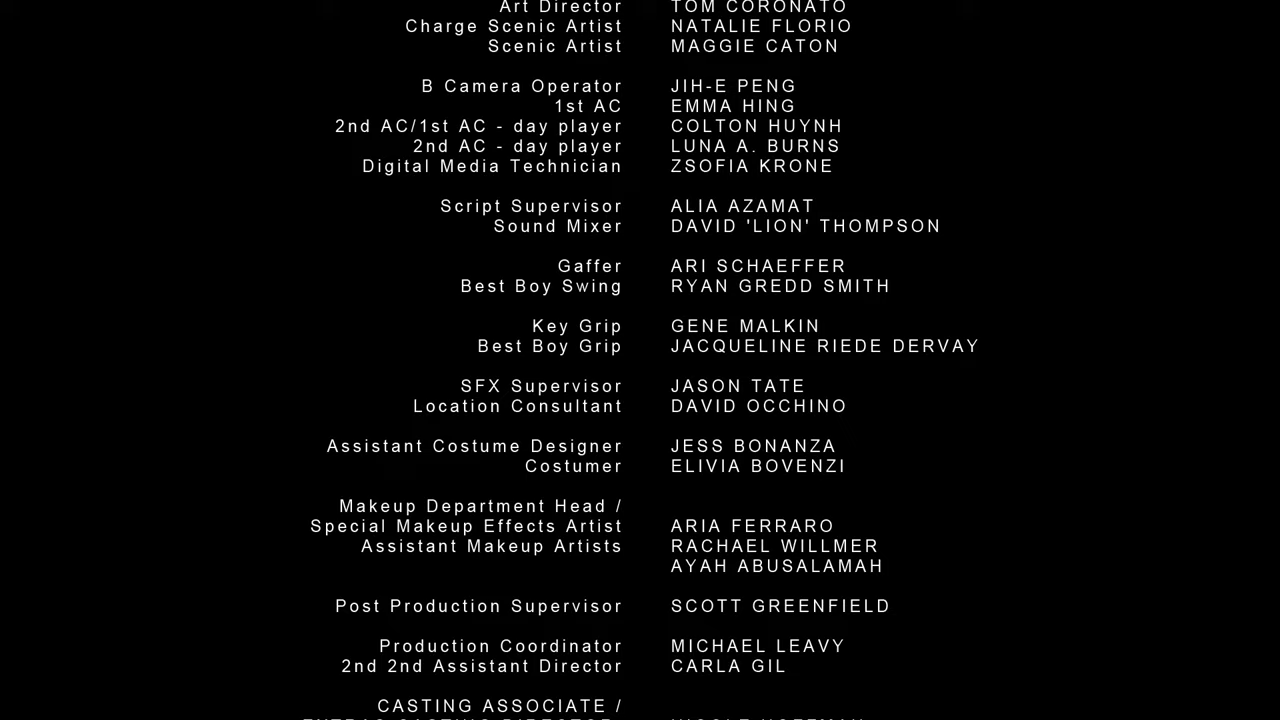 Art Director TOM CORONATO
Charge Scenic Artist NATALIE FLORIO
Scenic Artist MAGGIE CATON
B Camera Operator JIH-E PENG
1st AC EMMA HING
2nd AC/1st AC - day player COLTON HUYNH
2nd AC - day player LUNA A. BURNS
Digital Media Technician ZSOFIA KRONE
Script Supervisor ALIA AZAMAT
Sound Mixer DAVID 'LION' THOMPSON
Gaffer ARI SCHAEFFER
Best Boy Swing RYAN GREDD SMITH
Key Grip GENE MALKIN
Best Boy Grip JACQUELINE RIEDE DERVAY
SFX Supervisor JASON TATE
Location Consultant DAVID OCCHINO
Assistant Costume Designer JESS BONANZA
Costumer ELIVIA BOVENZI
Makeup Department Head /
Special Makeup Effects Artist ARIA FERRARO
Assistant Makeup Artists RACHAEL WILLMER
AYAH ABUSALAMAH
Post Production Supervisor SCOTT GREENFIELD
Production Coordinator MICHAEL LEAVY
2nd 2nd Assistant Director CARLA GIL
CASTING ASSOCIATE /